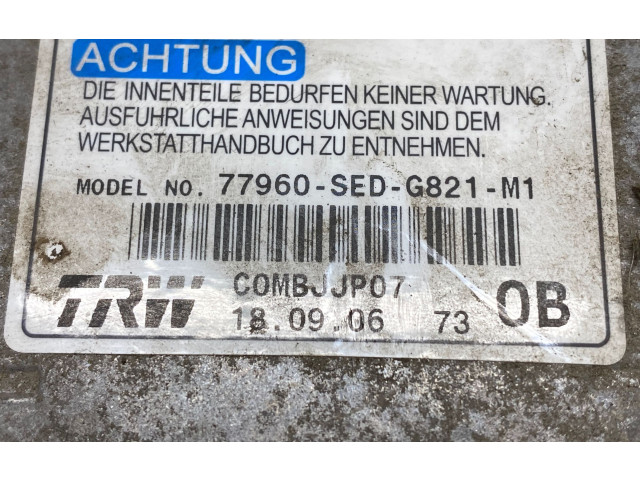 ACHTUNG
DIE INNENTEILE BEDURFEN KEINER WARTUNG.
AUSFUHRLICHE ANWEISUNGEN SIND DEM
WERKSTATTHANDBUCH ZU ENTNEHMEN.
MODEL NO. 77960-SED-G821-M1
TRW COMBJJP07
18.09.06 73 0B